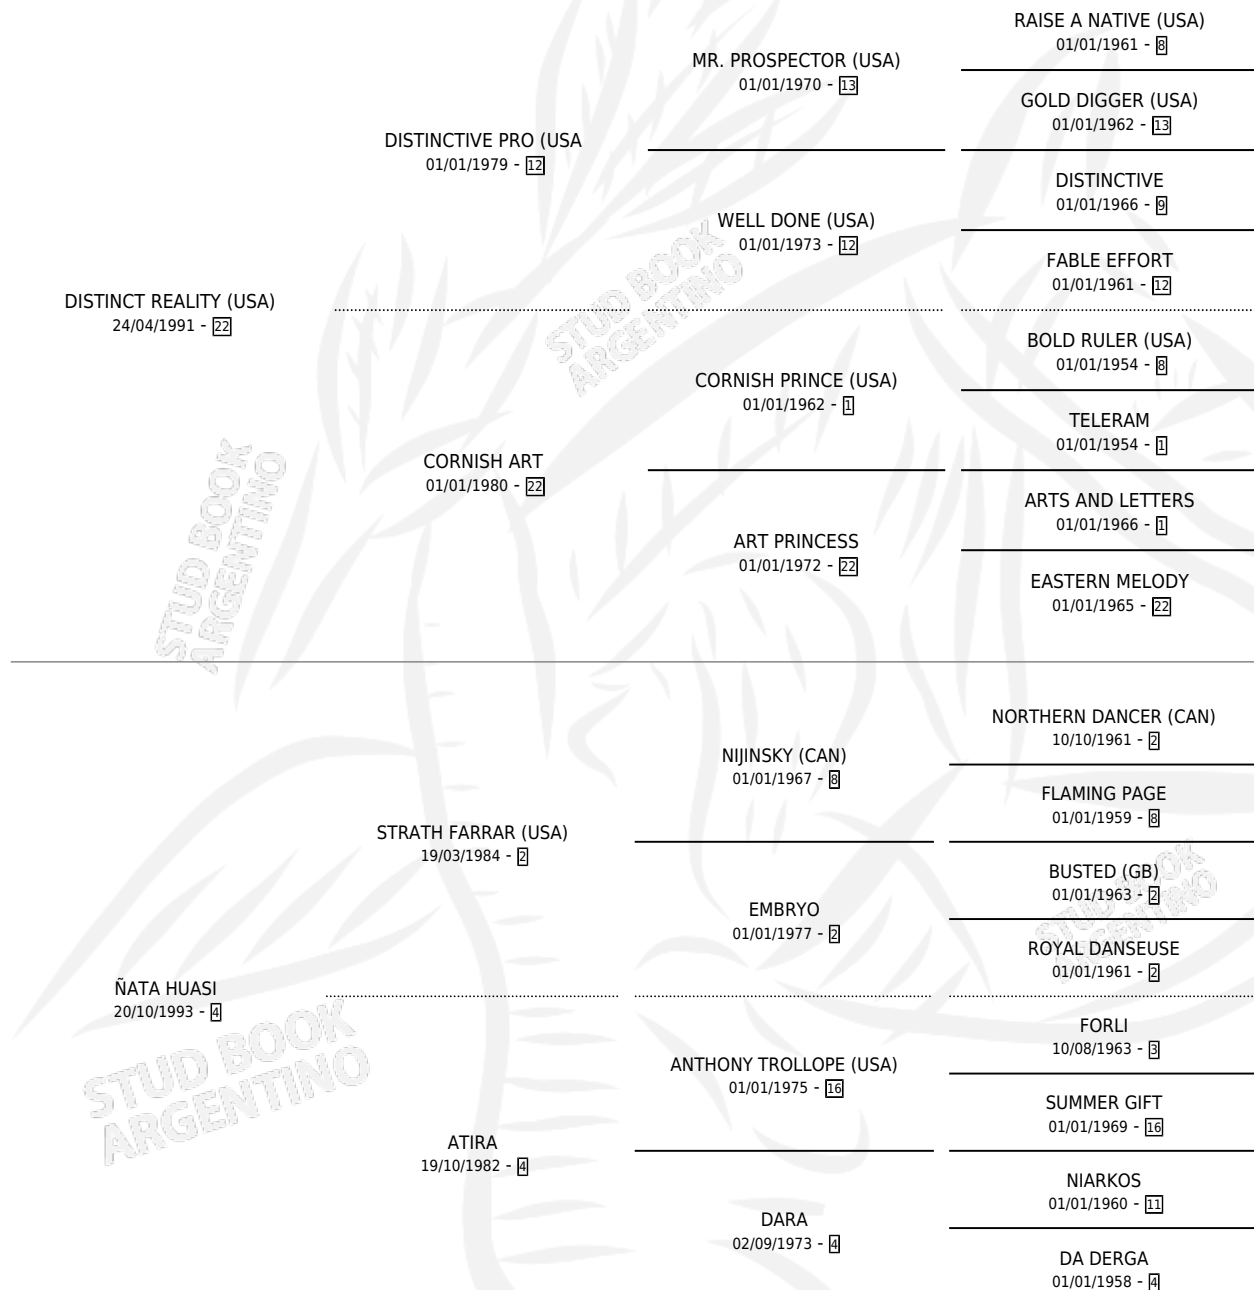 RAISE A NATIVE (USA)
01/01/1961 - 8
MR. PROSPECTOR (USA)
01/01/1970 - 13
GOLD DIGGER (USA)
01/01/1962 - 13
DISTINCTIVE PRO (USA
01/01/1979 - 12
DISTINCTIVE
01/01/1966 - 9
WELL DONE (USA)
01/01/1973 - 12
FABLE EFFORT
01/01/1961 - 12
DISTINCT REALITY (USA)
24/04/1991 - 22
BOLD RULER (USA)
01/01/1954 - 8
CORNISH PRINCE (USA)
01/01/1962 - 1
TELERAM
01/01/1954 - 1
CORNISH ART
01/01/1980 - 22
ARTS AND LETTERS
01/01/1966 - 1
ART PRINCESS
01/01/1972 - 22
EASTERN MELODY
01/01/1965 - 22
STUD BOOK
ARGENTINO
STUD BOOK
ARGENTINO
NORTHERN DANCER (CAN)
10/10/1961 - 2
NIJINSKY (CAN)
01/01/1967 - 8
FLAMING PAGE
01/01/1959 - 8
STRATH FARRAR (USA)
19/03/1984 - 2
BUSTED (GB)
01/01/1963 - 2
EMBRYO
01/01/1977 - 2
ROYAL DANSEUSE
01/01/1961 - 2
STUD BOOK
ARGENTINO
ÑATA HUASI
20/10/1993 - 4
FORLI
10/08/1963 - 3
ANTHONY TROLLOPE (USA)
01/01/1975 - 16
SUMMER GIFT
01/01/1969 - 16
STUD BOOK
ARGENTINO
ATIRA
19/10/1982 - 4
NIARKOS
01/01/1960 - 11
DARA
02/09/1973 - 4
DA DERGA
01/01/1958 - 4